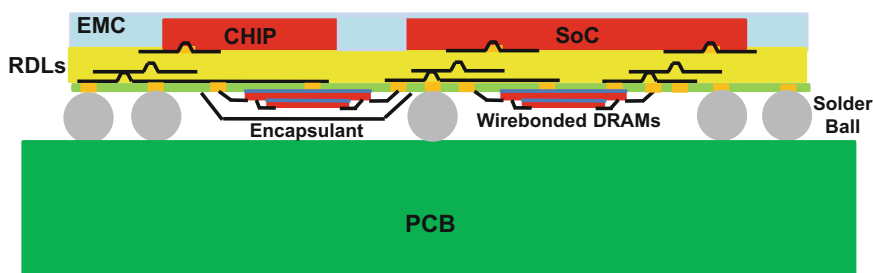 EMC
CHIP
SoC
RDLs
Encapsulant
Wirebonded DRAMs
Solder
Ball
PCB